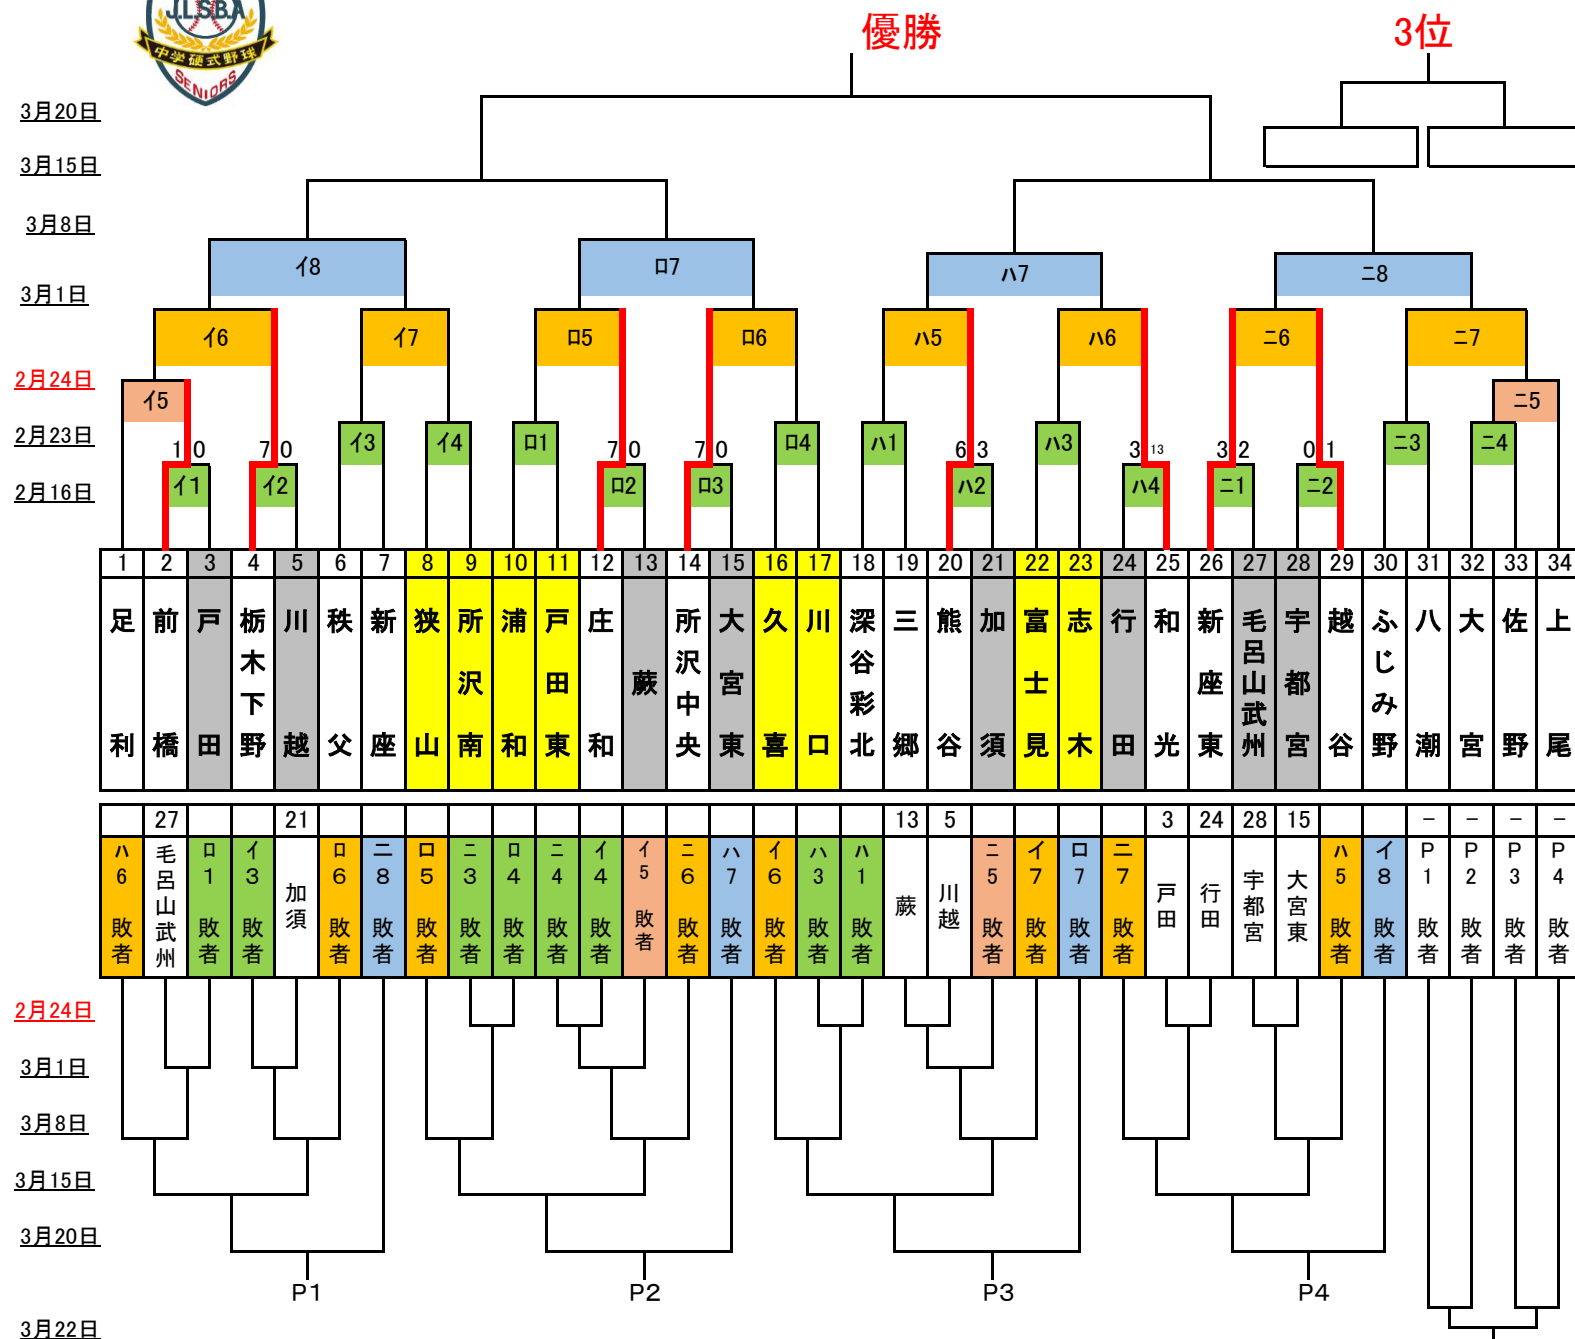 J.L.S.B.A
中学硬式野球
SENIORS
優勝
3位
3月20日
3月15日
3月8日
イ8
ロ7
ハ7
ニ8
3月1日
イ6
イ7
ロ5
ロ6
ハ5
ハ6
ニ6
ニ7
2月24日
イ5
ニ5
2月23日
イ3
イ4
ロ1
ロ4
ハ1
ハ3
ニ3
ニ4
1 0
7 0
7 0
7 0
6 3
3 13
3 2
0 1
2月16日
イ1
イ2
ロ2
ロ3
ハ2
ハ4
ニ1
ニ2
1 2 3 4 5 6 7 8 9 10 11 12 13 14 15 16 17 18 19 20 21 22 23 24 25 26 27 28 29 30 31 32 33 34
足利
前橋
戸田
栃木下野
川越
秩父
新座
狭山
所沢南
浦和
戸田東
庄和
蕨
所沢中央
大宮東
久喜
川口
深谷彩北
三郷
熊谷
加須
富士見
志木
行田
和光
新座東
毛呂山武州
宇都宮
越谷
ふじみ野
八潮
大宮
佐野
上尾
27 21 13 5 3 24 28 15 − − − −
ハ6 敗者
毛呂山武州
ロ1 敗者
イ3 敗者
加須
ロ6 敗者
ニ8 敗者
ロ5 敗者
ニ3 敗者
ロ4 敗者
ニ4 敗者
イ4 敗者
イ5 敗者
ニ6 敗者
ハ7 敗者
イ6 敗者
ハ3 敗者
ハ1 敗者
蕨
川越
ニ5 敗者
イ7 敗者
ロ7 敗者
ニ7 敗者
戸田
行田
宇都宮
大宮東
ハ5 敗者
イ8 敗者
P1 敗者
P2 敗者
P3 敗者
P4 敗者
2月24日
3月1日
3月8日
3月15日
3月20日
P1
P2
P3
P4
3月22日